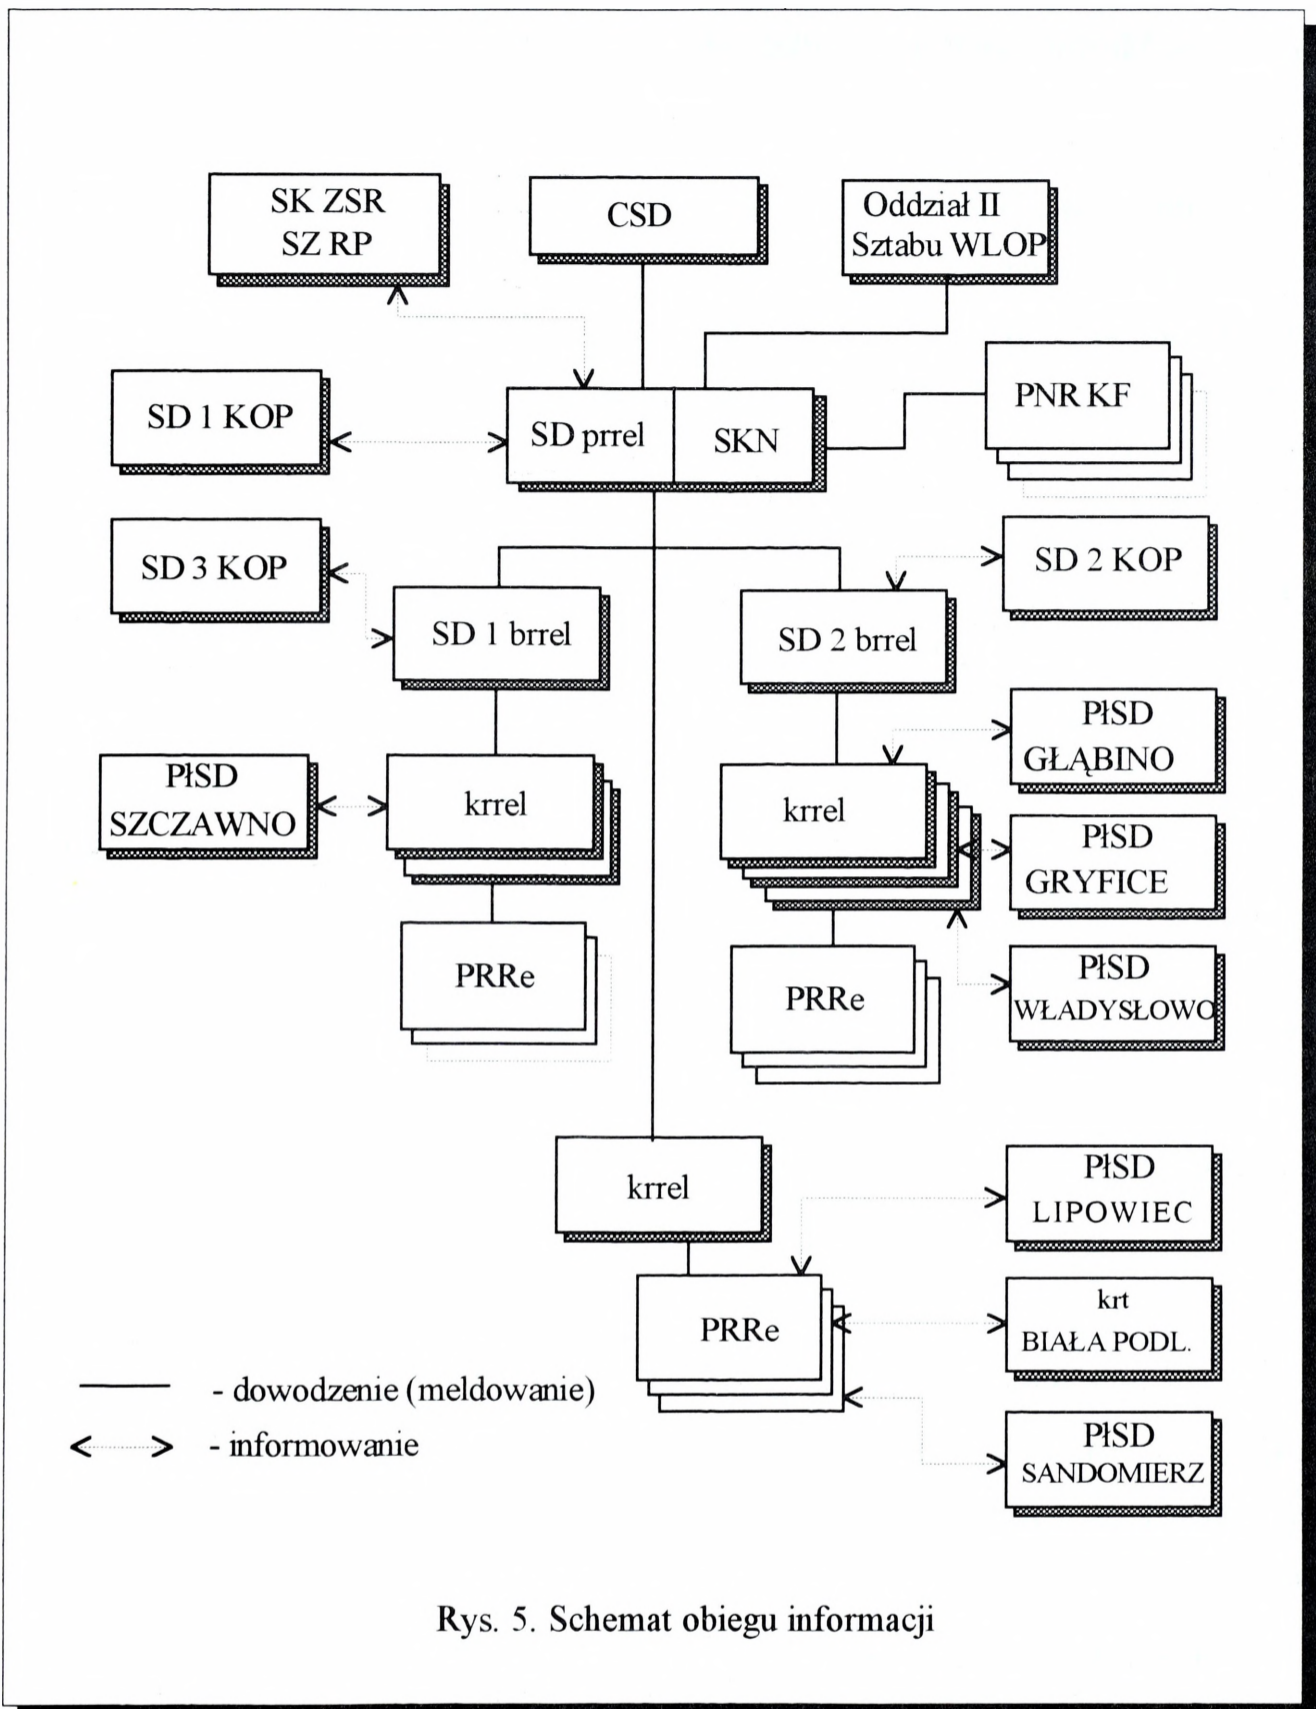 SK ZSR
SZ RP
CSD
Oddział II
Sztabu WLOP
SD 1 KOP
SD prrel
SKN
PNR KF
SD 3 KOP
SD 2 KOP
SD 1 brrel
SD 2 brrel
PłSD
GŁĄBINO
PłSD
SZCZAWNO
krrel
krrel
PłSD
GRYFICE
PRRe
PRRe
PłSD
WŁADYSŁOWO
krrel
PłSD
LIPOWIEC
PRRe
krt
BIAŁA PODL.
- dowodzenie (meldowanie)
- informowanie
PłSD
SANDOMIERZ
Rys. 5. Schemat obiegu informacji